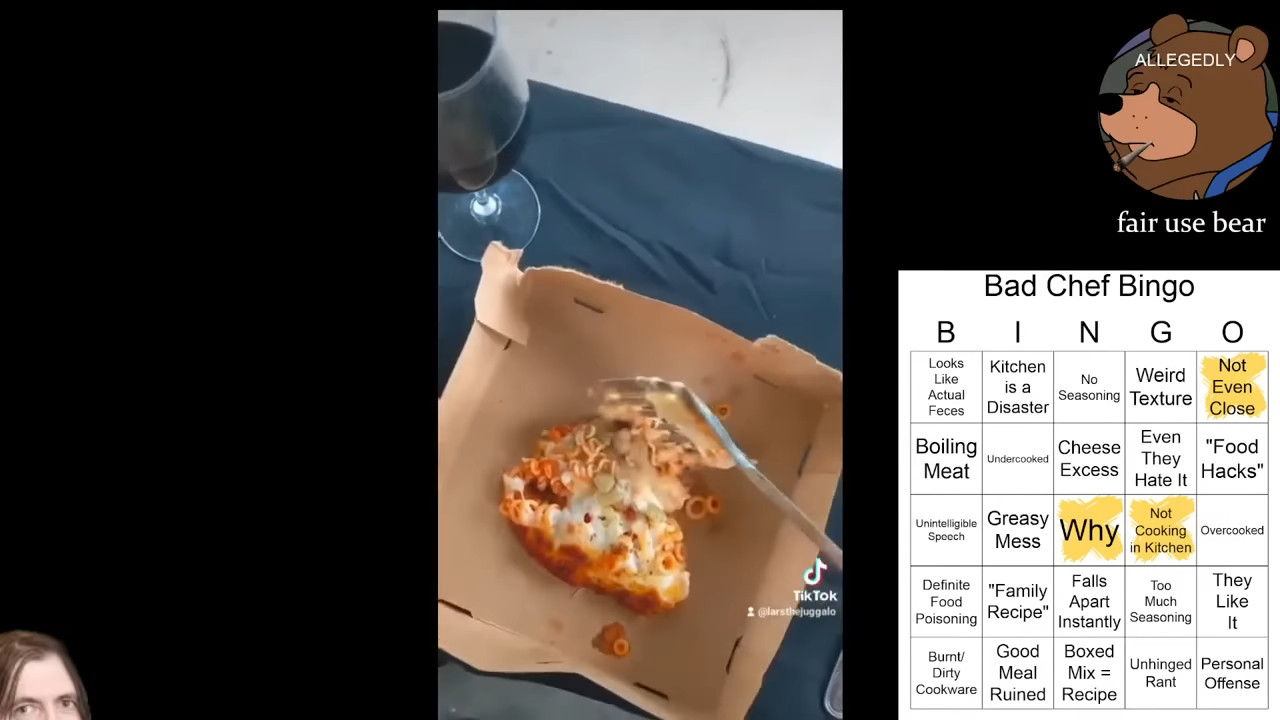 ALLEGEDLY
fair use bear
TikTok
@larsthejuggalo
Bad Chef Bingo
B I N G O
Looks
Like
Actual
Feces
Kitchen
is a
Disaster
No
Seasoning
Weird
Texture
Not
Even
Close
Boiling
Meat
Undercooked
Cheese
Excess
Even
They
Hate It
"Food
Hacks"
Unintelligible
Speech
Greasy
Mess
Why
Not
Cooking
in Kitchen
Overcooked
Definite
Food
Poisoning
"Family
Recipe"
Falls
Apart
Instantly
Too
Much
Seasoning
They
Like
It
Burnt/
Dirty
Cookware
Good
Meal
Ruined
Boxed
Mix =
Recipe
Unhinged
Rant
Personal
Offense